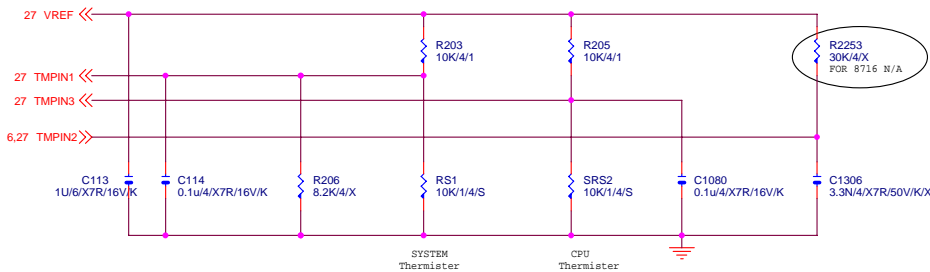 27 VREF
R203
10K/4/1
R205
10K/4/1
R2253
30K/4/X
FOR 8716 N/A
27 TMPIN1
27 TMPIN3
6,27 TMPIN2
C113
1U/6/X7R/16V/K
C114
0.1u/4/X7R/16V/K
R206
8.2K/4/X
RS1
10K/1/4/S
SRS2
10K/1/4/S
C1080
0.1u/4/X7R/16V/K
C1306
3.3N/4/X7R/50V/K/X
SYSTEM
Thermister
CPU
Thermister